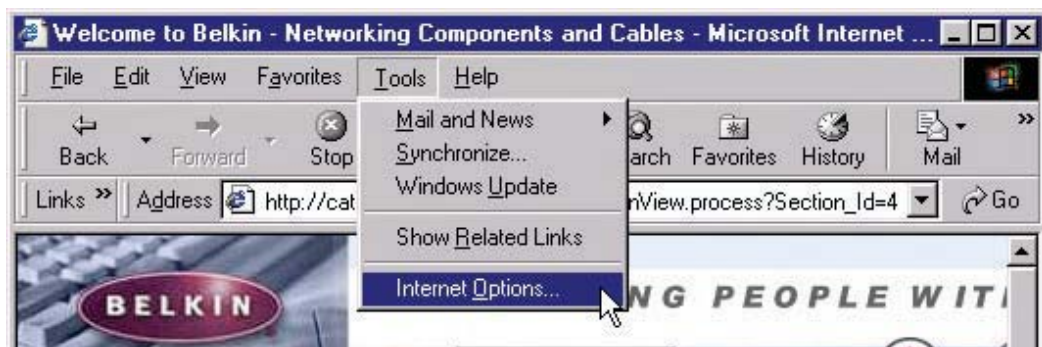 Welcome to Belkin - Networking Components and Cables - Microsoft Internet ...
File Edit View Favorites Tools Help
Mail and News
Synchronize...
Windows Update
Show Related Links
Internet Options...
Back Forward Stop arch Favorites History Mail »
Links » Address http://cat nView.process?Section_Id=4 Go
BELKIN
NG PEOPLE WIT